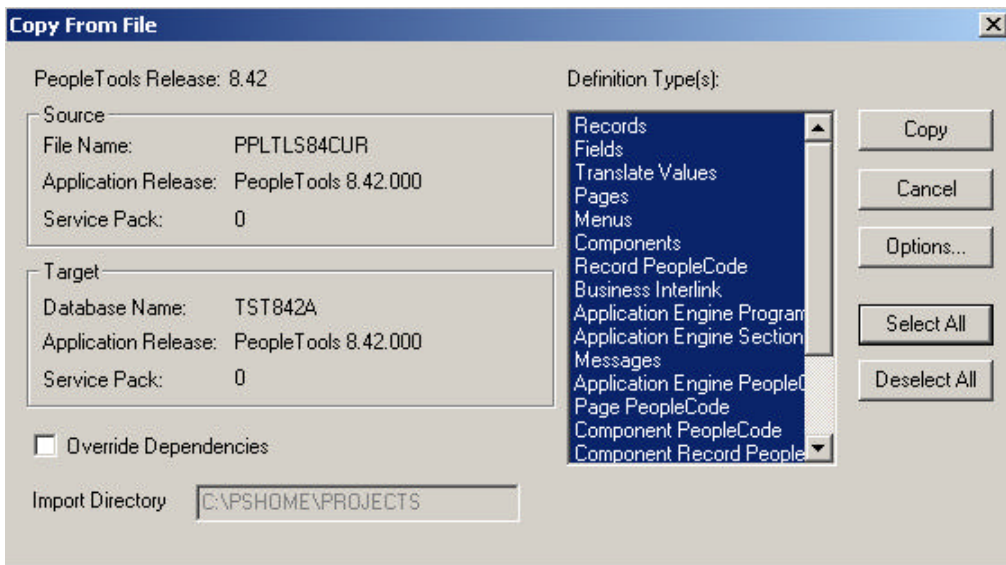 Copy From File
PeopleTools Release: 8.42
Source
File Name: PPLTLS84CUR
Application Release: PeopleTools 8.42.000
Service Pack: 0
Target
Database Name: TST842A
Application Release: PeopleTools 8.42.000
Service Pack: 0
Override Dependencies
Import Directory C:\PSHOME\PROJECTS
Definition Type(s):
Records
Fields
Translate Values
Pages
Menus
Components
Record PeopleCode
Business Interlink
Application Engine Program
Application Engine Section
Messages
Application Engine PeopleC
Page PeopleCode
Component PeopleCode
Component Record People
Copy
Cancel
Options...
Select All
Deselect All